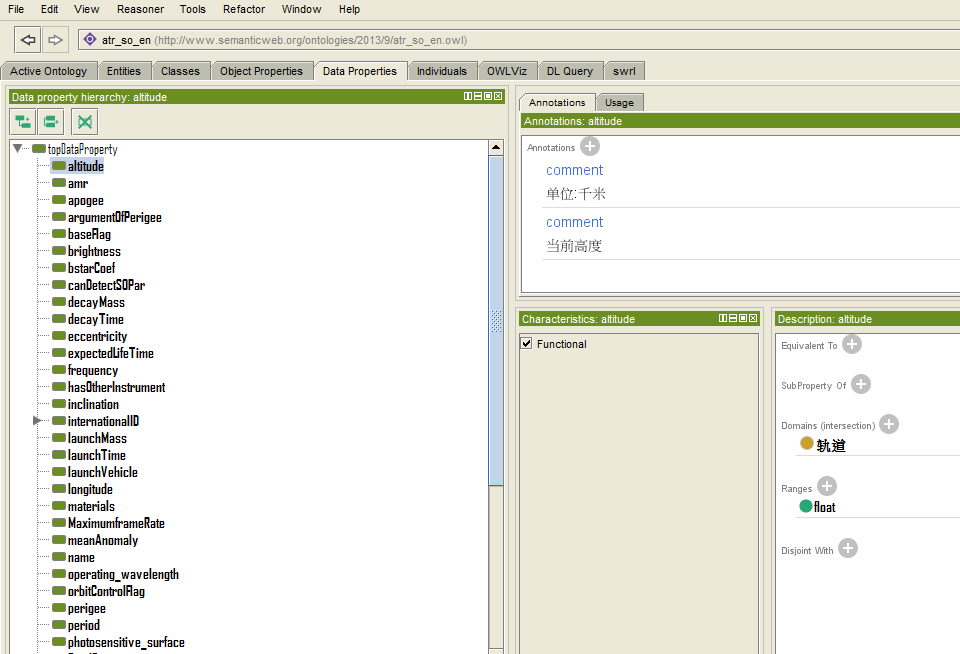 File Edit View Reasoner Tools Refactor Window Help
atr_so_en (http://www.semanticweb.org/ontologies/2013/9/atr_so_en.owl)
Active Ontology Entities Classes Object Properties Data Properties Individuals OWLViz DL Query swrl
Data property hierarchy: altitude
topDataProperty
altitude
amr
apogee
argumentOfPerigee
baseFlag
brightness
bstarCoef
canDetectSOPar
decayMass
decayTime
eccentricity
expectedLifeTime
frequency
hasOtherInstrument
inclination
internationalID
launchMass
launchTime
launchVehicle
longitude
materials
MaximumframeRate
meanAnomaly
name
operating_wavelength
orbitControlFlag
perigee
period
photosensitive_surface
Annotations Usage
Annotations: altitude
Annotations
comment
单位:千米
comment
当前高度
Characteristics: altitude
Functional
Description: altitude
Equivalent To
SubProperty Of
Domains (intersection)
轨道
Ranges
float
Disjoint With